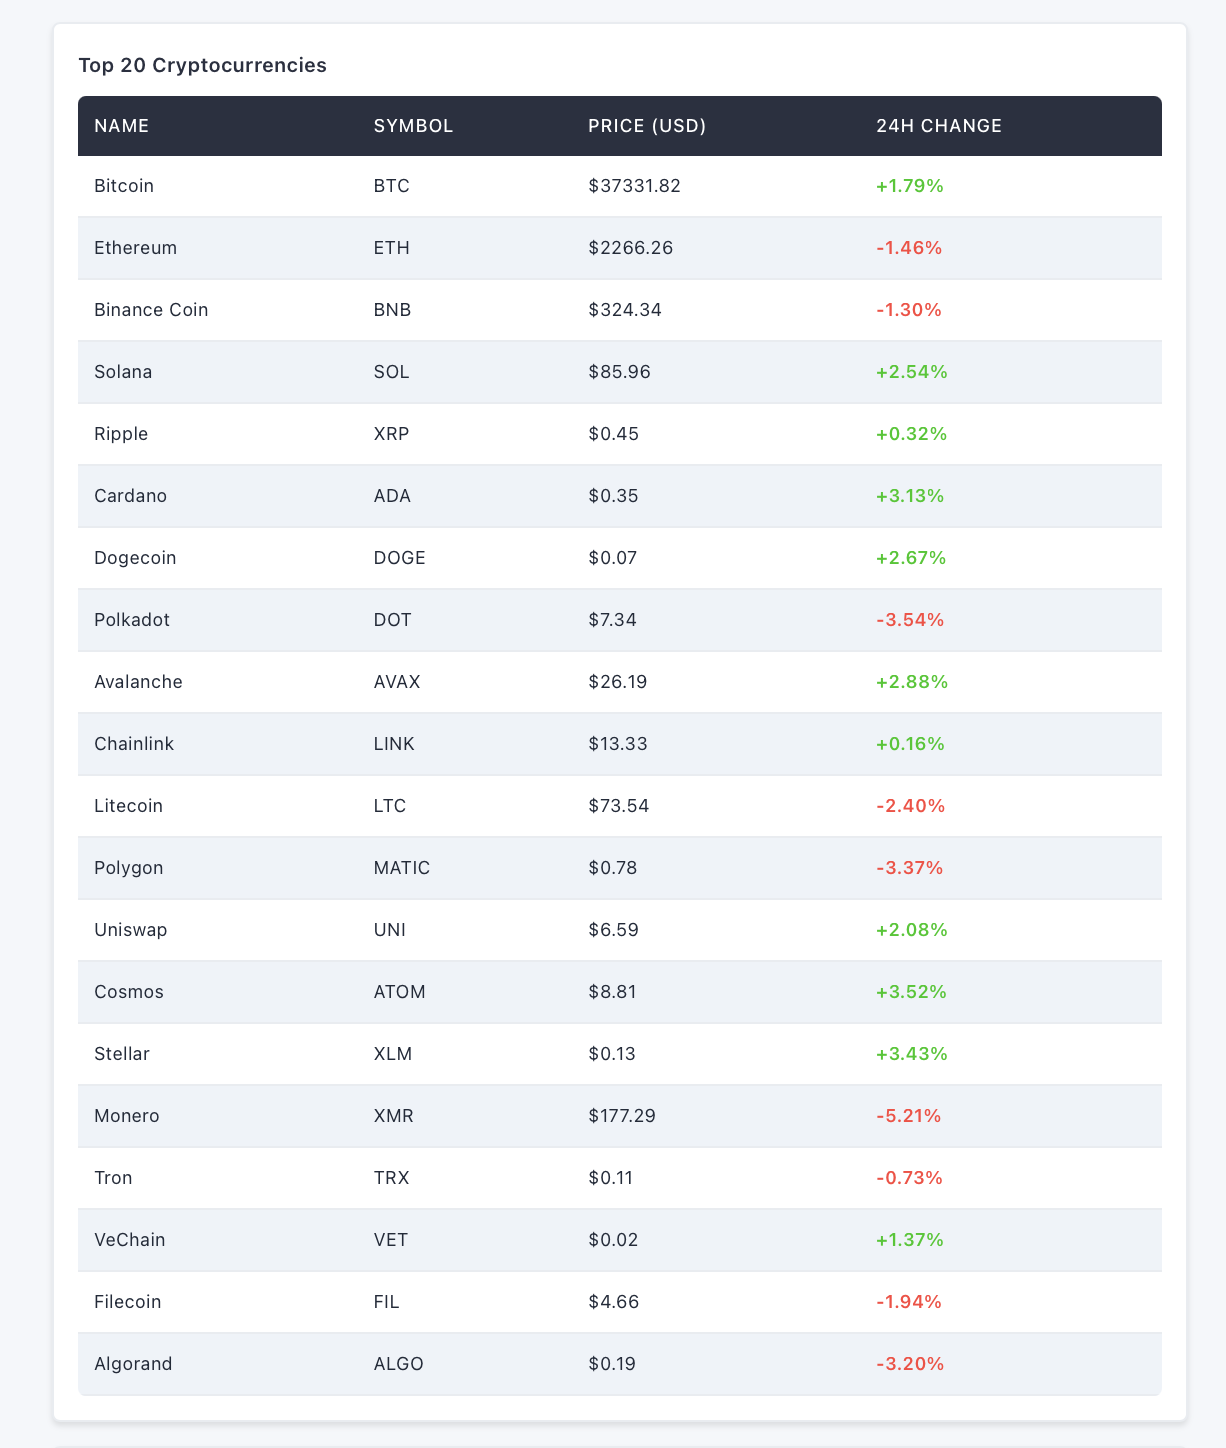 Top 20 Cryptocurrencies
NAME SYMBOL PRICE (USD) 24H CHANGE
Bitcoin BTC $37331.82 +1.79%
Ethereum ETH $2266.26 -1.46%
Binance Coin BNB $324.34 -1.30%
Solana SOL $85.96 +2.54%
Ripple XRP $0.45 +0.32%
Cardano ADA $0.35 +3.13%
Dogecoin DOGE $0.07 +2.67%
Polkadot DOT $7.34 -3.54%
Avalanche AVAX $26.19 +2.88%
Chainlink LINK $13.33 +0.16%
Litecoin LTC $73.54 -2.40%
Polygon MATIC $0.78 -3.37%
Uniswap UNI $6.59 +2.08%
Cosmos ATOM $8.81 +3.52%
Stellar XLM $0.13 +3.43%
Monero XMR $177.29 -5.21%
Tron TRX $0.11 -0.73%
VeChain VET $0.02 +1.37%
Filecoin FIL $4.66 -1.94%
Algorand ALGO $0.19 -3.20%